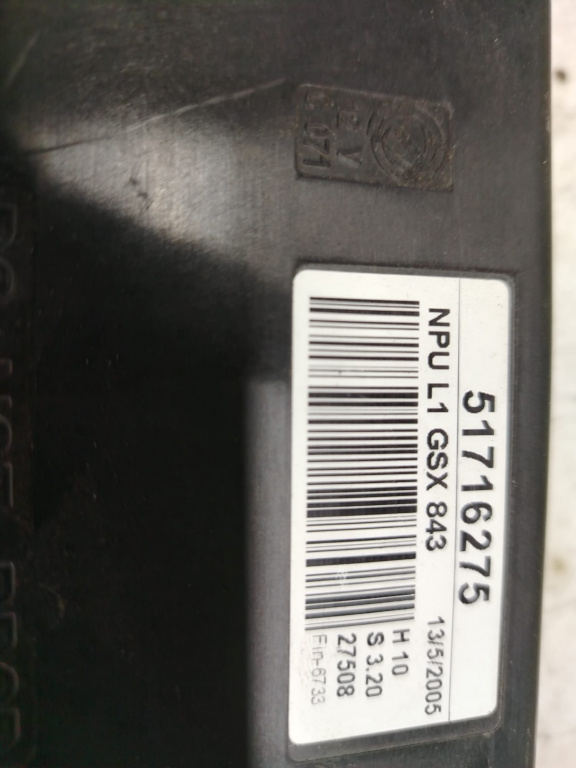 51716275
NPU L1 GSX 843 13/5/2005
H 10
S 3.20
27508
Fin-6733